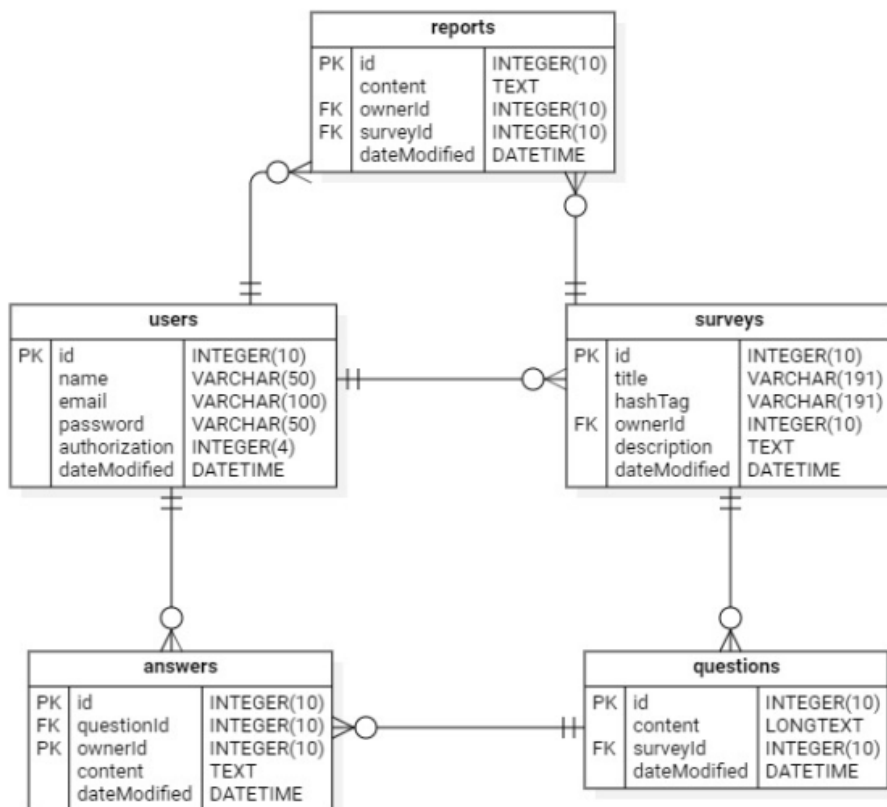 reports
PK id INTEGER(10)
content TEXT
FK ownerId INTEGER(10)
FK surveyId INTEGER(10)
dateModified DATETIME
users
PK id INTEGER(10)
name VARCHAR(50)
email VARCHAR(100)
password VARCHAR(50)
authorization INTEGER(4)
dateModified DATETIME
surveys
PK id INTEGER(10)
title VARCHAR(191)
hashTag VARCHAR(191)
FK ownerId INTEGER(10)
description TEXT
dateModified DATETIME
answers
PK id INTEGER(10)
FK questionId INTEGER(10)
PK ownerId INTEGER(10)
content TEXT
dateModified DATETIME
questions
PK id INTEGER(10)
content LONGTEXT
FK surveyId INTEGER(10)
dateModified DATETIME